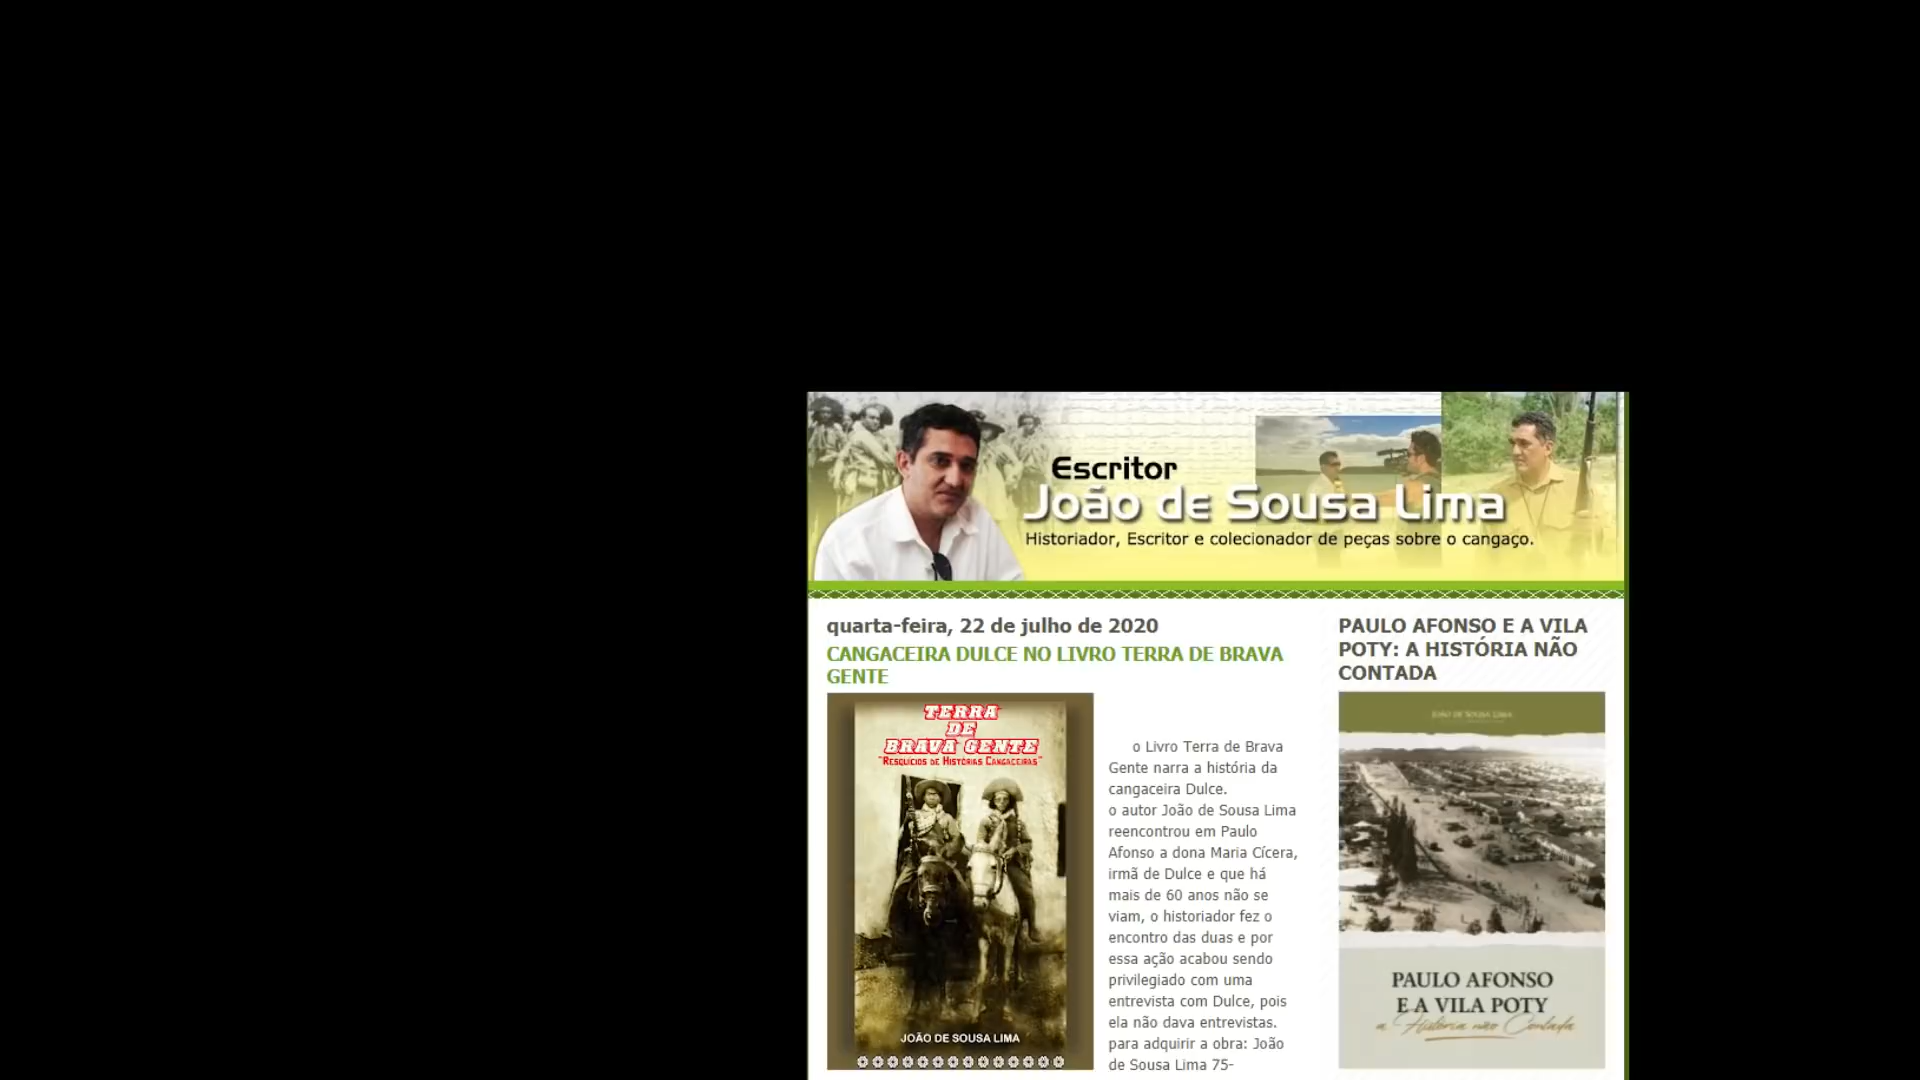 Escritor
João de Sousa Lima
Historiador, Escritor e colecionador de peças sobre o cangaço.
quarta-feira, 22 de julho de 2020
CANGACEIRA DULCE NO LIVRO TERRA DE BRAVA
GENTE
TERRA
DE
BRAVA GENTE
"RESQUÍCIOS DE HISTÓRIAS CANGACEIRAS"
JOÃO DE SOUSA LIMA
o Livro Terra de Brava
Gente narra a história da
cangaceira Dulce.
o autor João de Sousa Lima
reencontrou em Paulo
Afonso a dona Maria Cícera,
irmã de Dulce e que há
mais de 60 anos não se
viam, o historiador fez o
encontro das duas e por
essa ação acabou sendo
privilegiado com uma
entrevista com Dulce, pois
ela não dava entrevistas.
para adquirir a obra: João
de Sousa Lima 75-
PAULO AFONSO E A VILA
POTY: A HISTÓRIA NÃO
CONTADA
JOÃO DE SOUSA LIMA
PAULO AFONSO
E A VILA POTY
a História não Contada